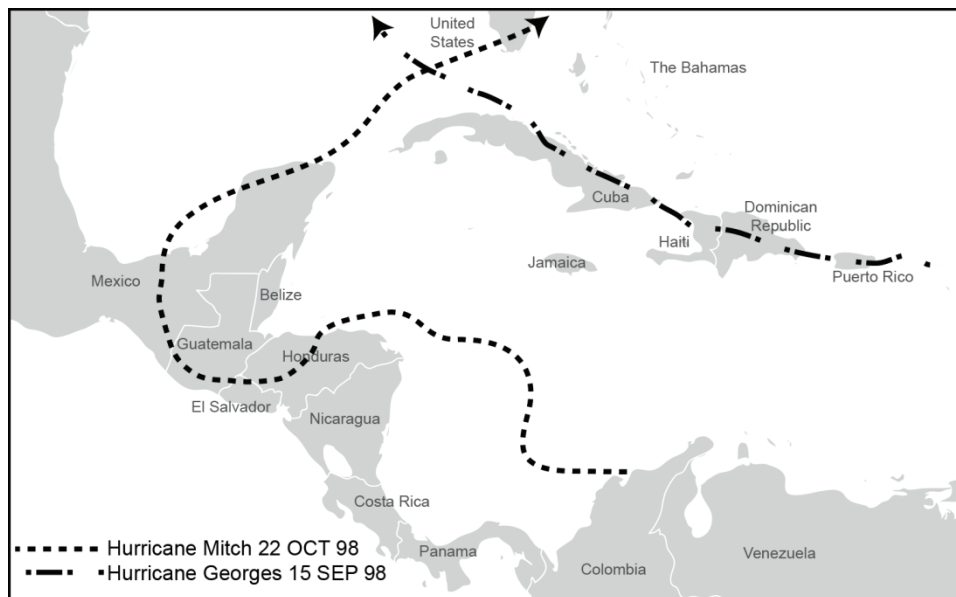 United
States
The Bahamas
Cuba
Dominican
Republic
Haiti
Jamaica
Puerto Rico
Mexico
Belize
Guatemala
Honduras
El Salvador
Nicaragua
Costa Rica
Panama
Venezuela
Colombia
Hurricane Mitch 22 OCT 98
Hurricane Georges 15 SEP 98